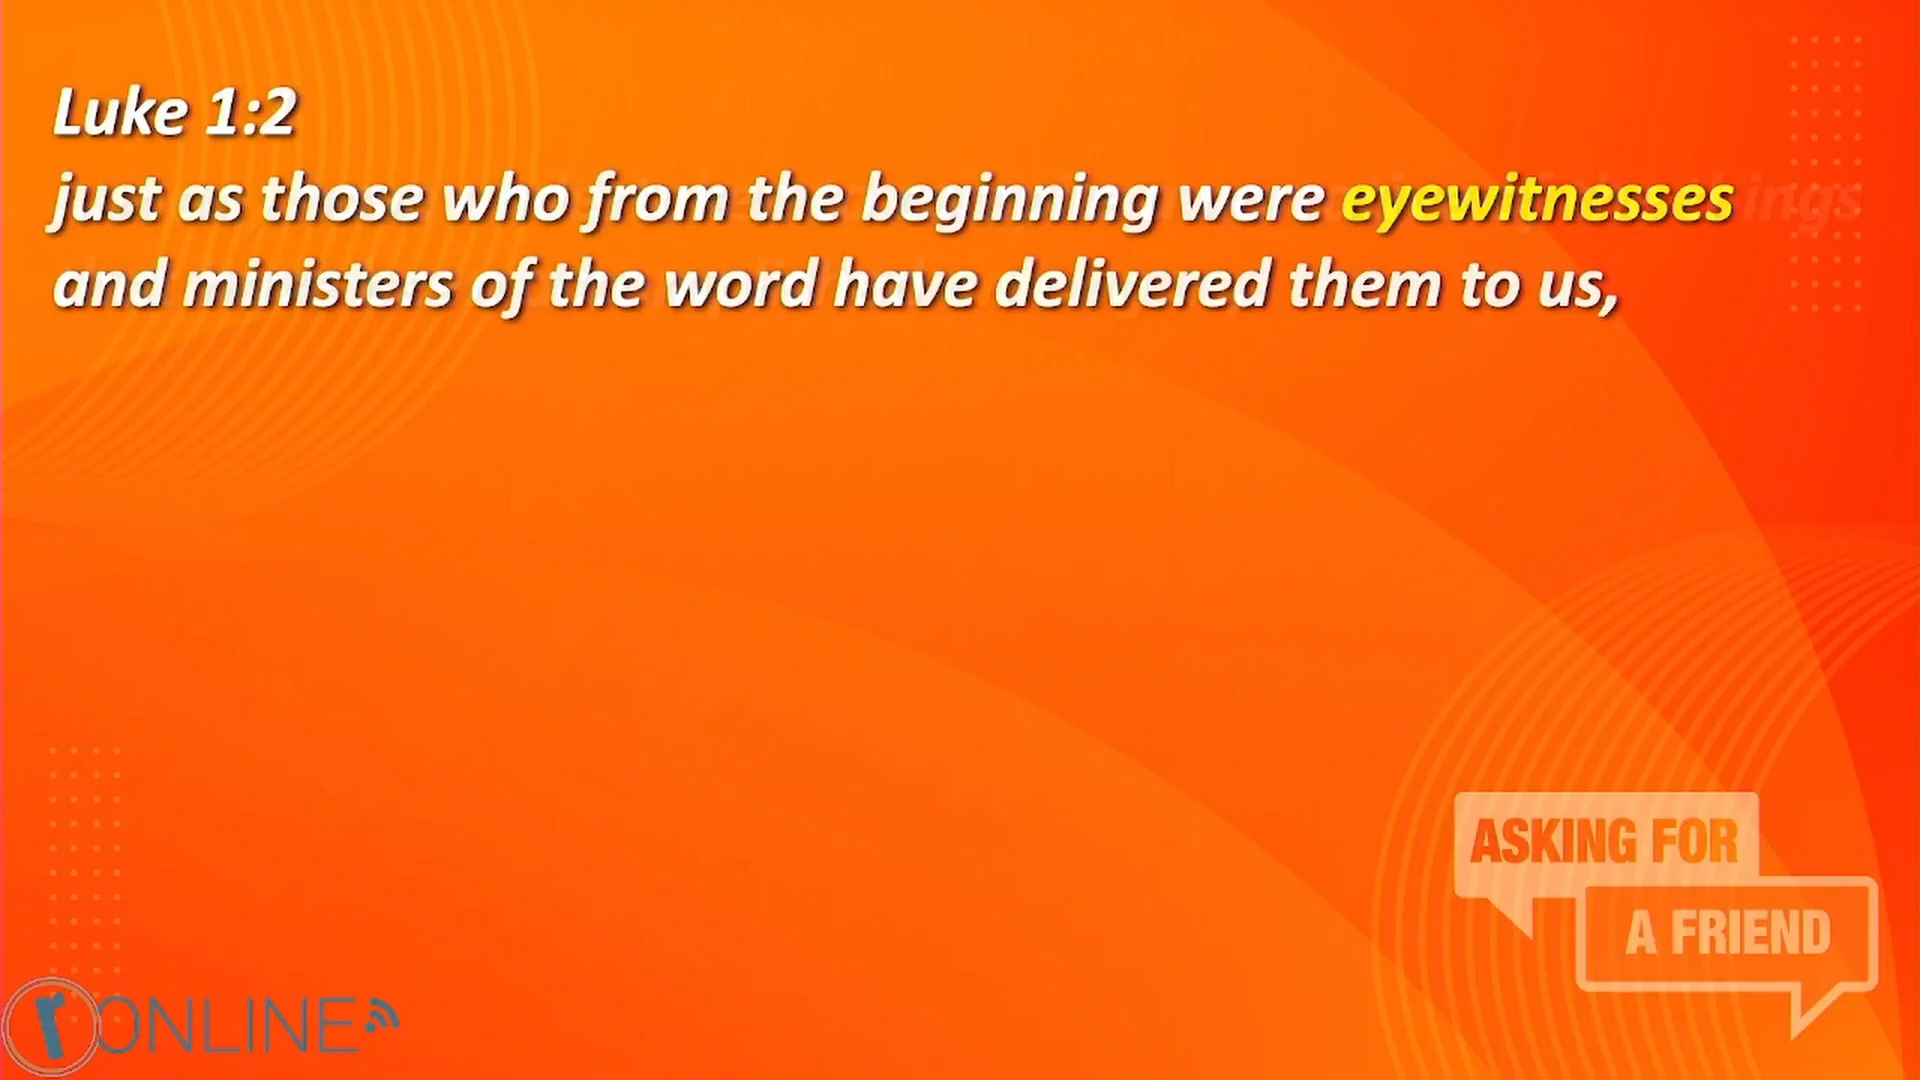 Luke 1:2
just as those who from the beginning were eyewitnesses
and ministers of the word have delivered them to us,
ASKING FOR
A FRIEND
r ONLINE